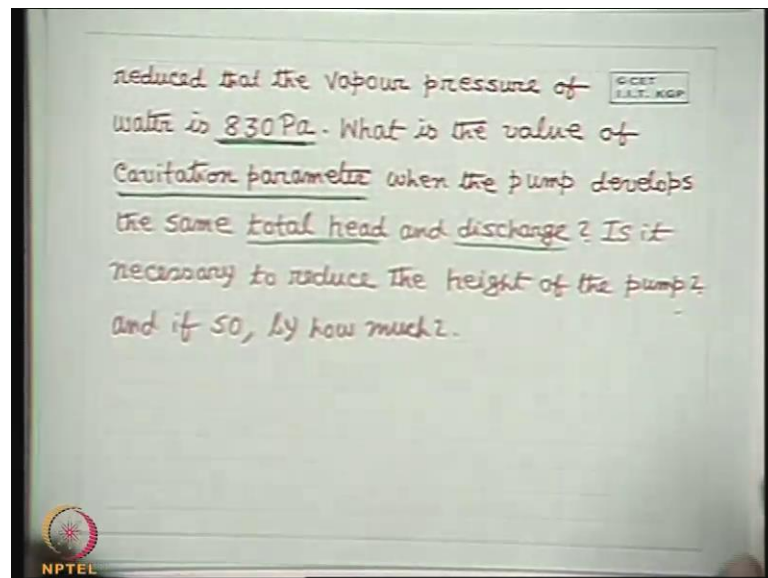 reduced that the vapour pressure of
C CET
I.I.T. KGP
water is 830 Pa. What is the value of
Cavitation parameter when the pump develops
the same total head and discharge? Is it
necessary to reduce the height of the pump?
and if so, by how much?.
NPTEL